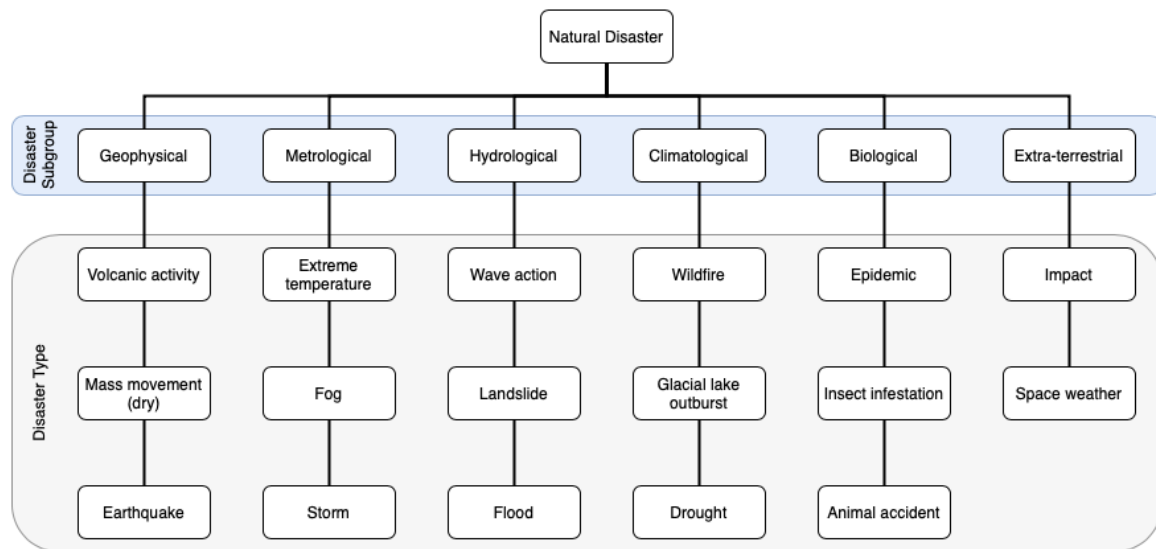 Natural Disaster
Disaster
Subgroup
Geophysical
Metrological
Hydrological
Climatological
Biological
Extra-terrestrial
Disaster Type
Volcanic activity
Extreme
temperature
Wave action
Wildfire
Epidemic
Impact
Mass movement
(dry)
Fog
Landslide
Glacial lake
outburst
Insect infestation
Space weather
Earthquake
Storm
Flood
Drought
Animal accident